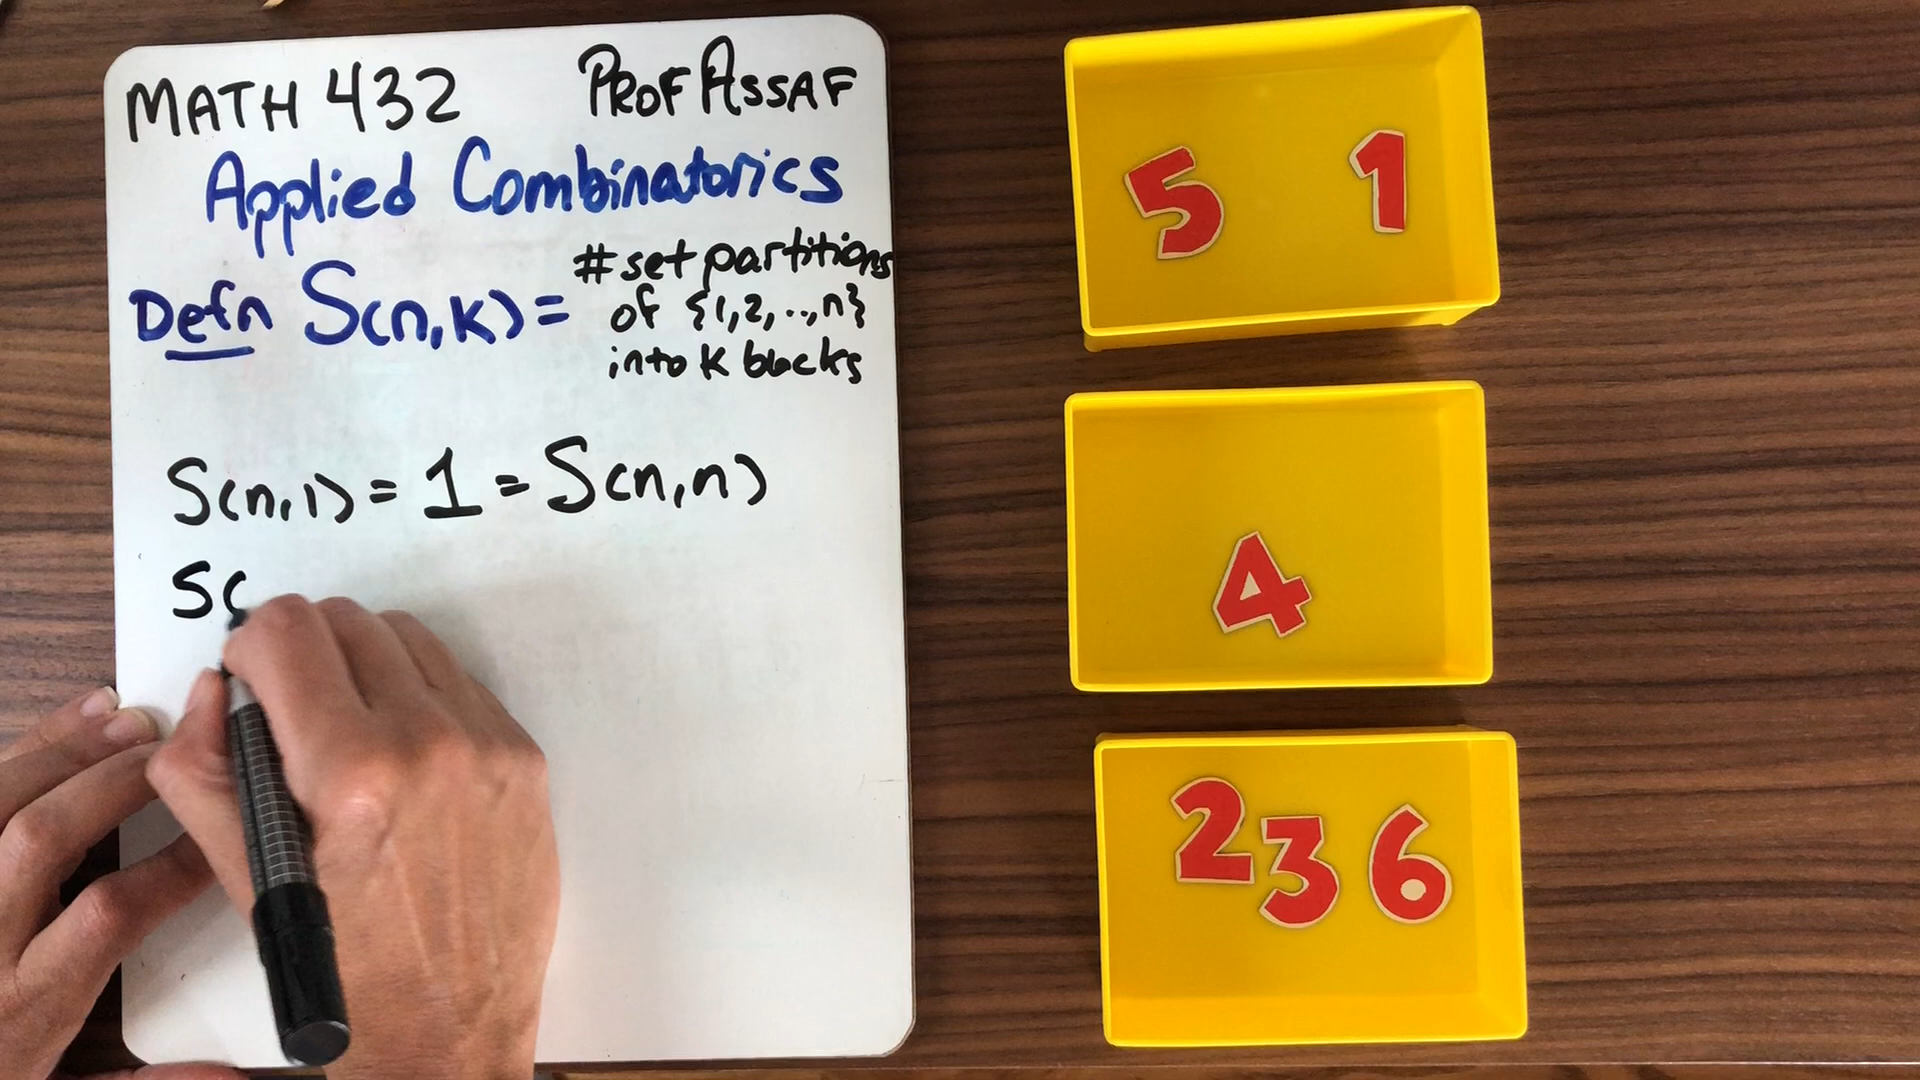 MATH 432 PROF ASSAF
Applied Combinatorics
Defn S(n,k) = #set partitions
of {1,2,..,n}
into k blocks
S(n,1) = 1 = S(n,n)
S(
5 1
4
2 3 6